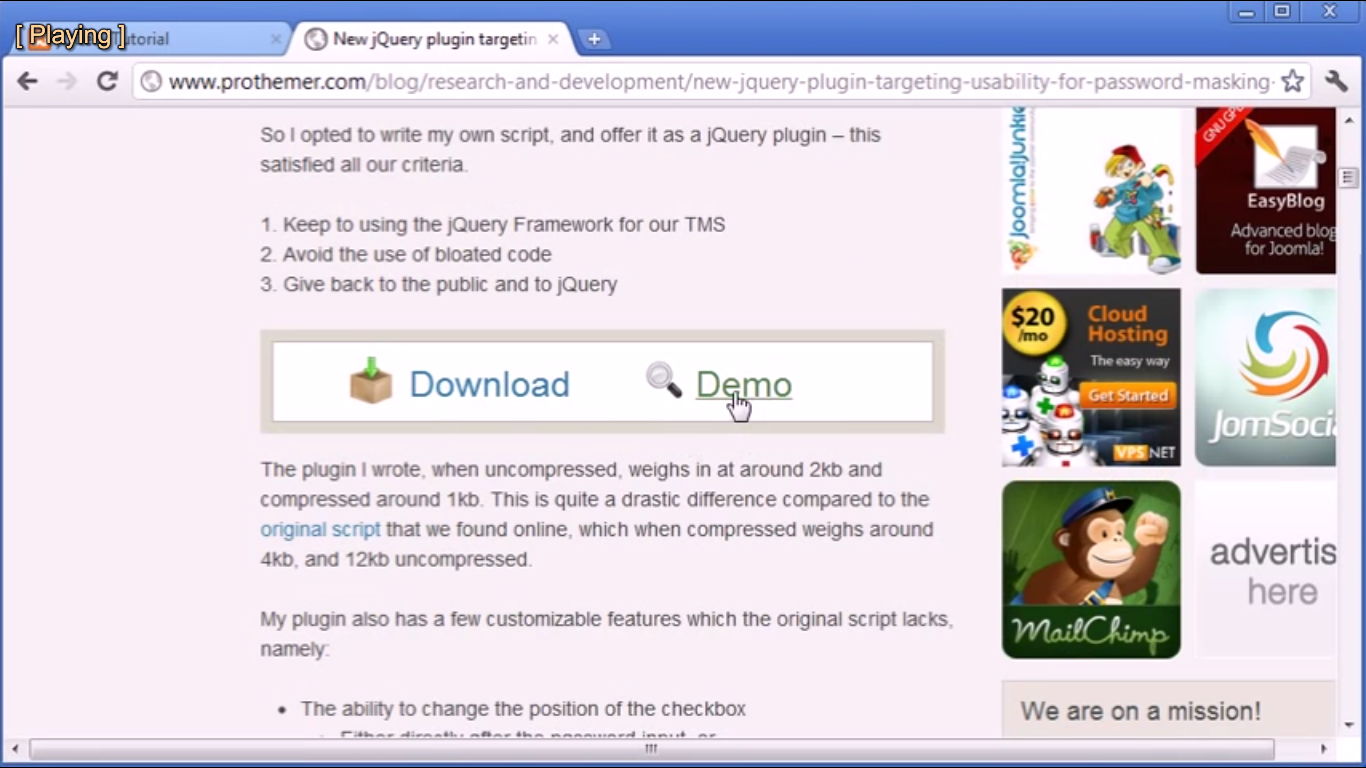 [ Playing ]
utorial
New jQuery plugin targetin
www.prothemer.com/blog/research-and-development/new-jquery-plugin-targeting-usability-for-password-masking-
So I opted to write my own script, and offer it as a jQuery plugin – this
satisfied all our criteria.
1. Keep to using the jQuery Framework for our TMS
2. Avoid the use of bloated code
3. Give back to the public and to jQuery
Download
Demo
The plugin I wrote, when uncompressed, weighs in at around 2kb and
compressed around 1kb. This is quite a drastic difference compared to the
original script that we found online, which when compressed weighs around
4kb, and 12kb uncompressed.
My plugin also has a few customizable features which the original script lacks,
namely:
• The ability to change the position of the checkbox
Either directly after the password input, or
JoomlaJunkie
GNU GPL
EasyBlog
Advanced blog
for Joomla!
$20
/mo
Cloud
Hosting
The easy way
Get Started
VPS NET
JomSoci
MailChimp
advertis
here
We are on a mission!